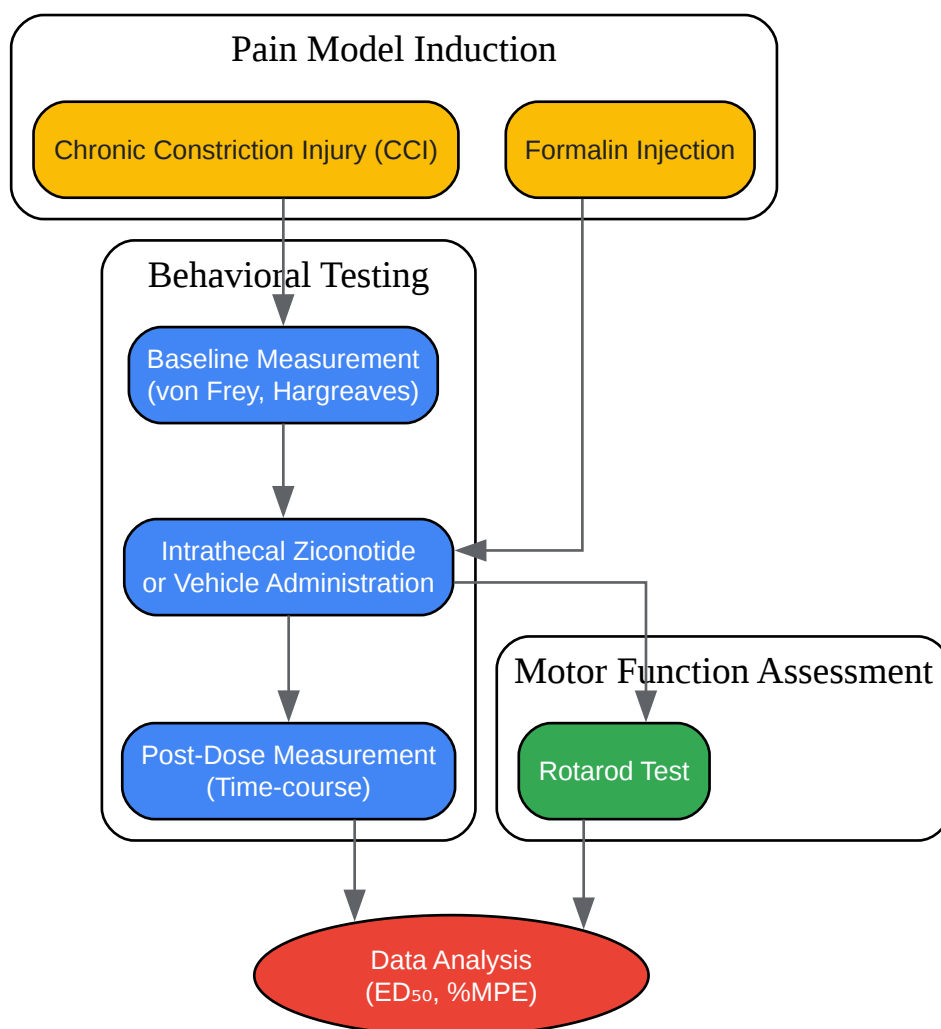 Pain Model Induction
Chronic Constriction Injury (CCI)
Formalin Injection
Behavioral Testing
Baseline Measurement
(von Frey, Hargreaves)
Intrathecal Ziconotide
or Vehicle Administration
Motor Function Assessment
Post-Dose Measurement
(Time-course)
Rotarod Test
Data Analysis
(ED₅₀, %MPE)